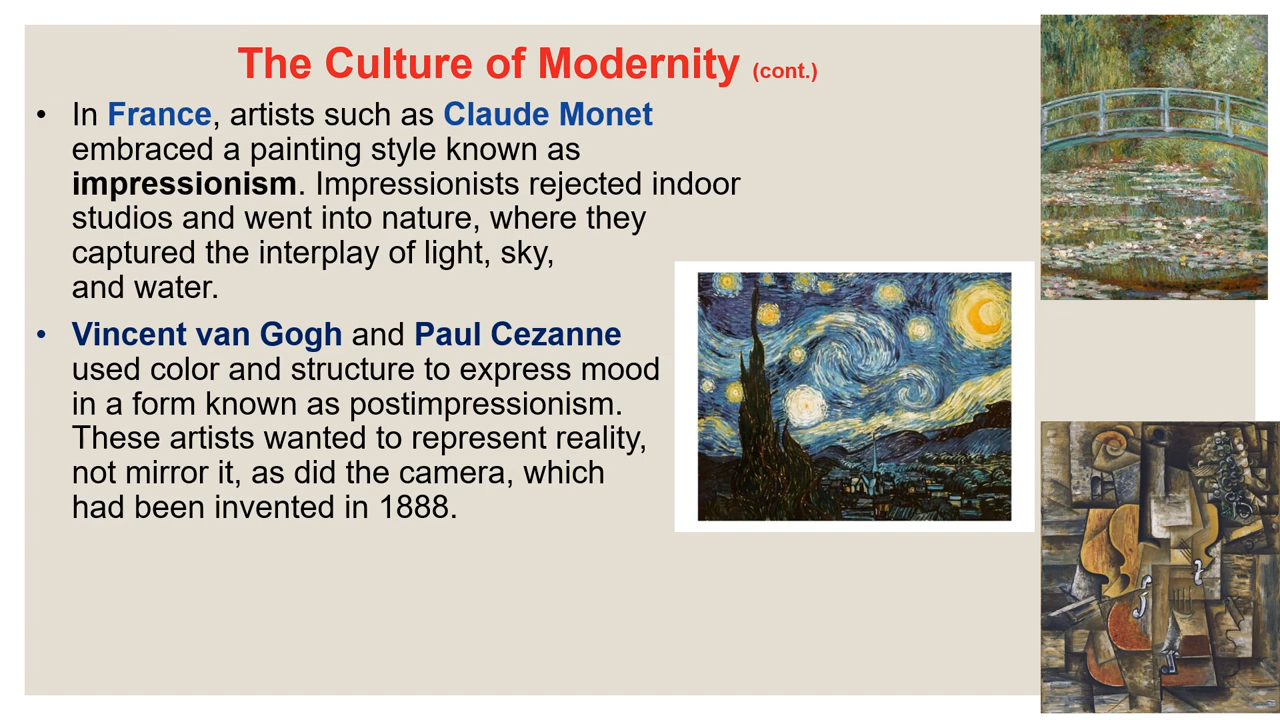 The Culture of Modernity (cont.)
• In France, artists such as Claude Monet
embraced a painting style known as
impressionism. Impressionists rejected indoor
studios and went into nature, where they
captured the interplay of light, sky,
and water.
• Vincent van Gogh and Paul Cezanne
used color and structure to express mood
in a form known as postimpressionism.
These artists wanted to represent reality,
not mirror it, as did the camera, which
had been invented in 1888.